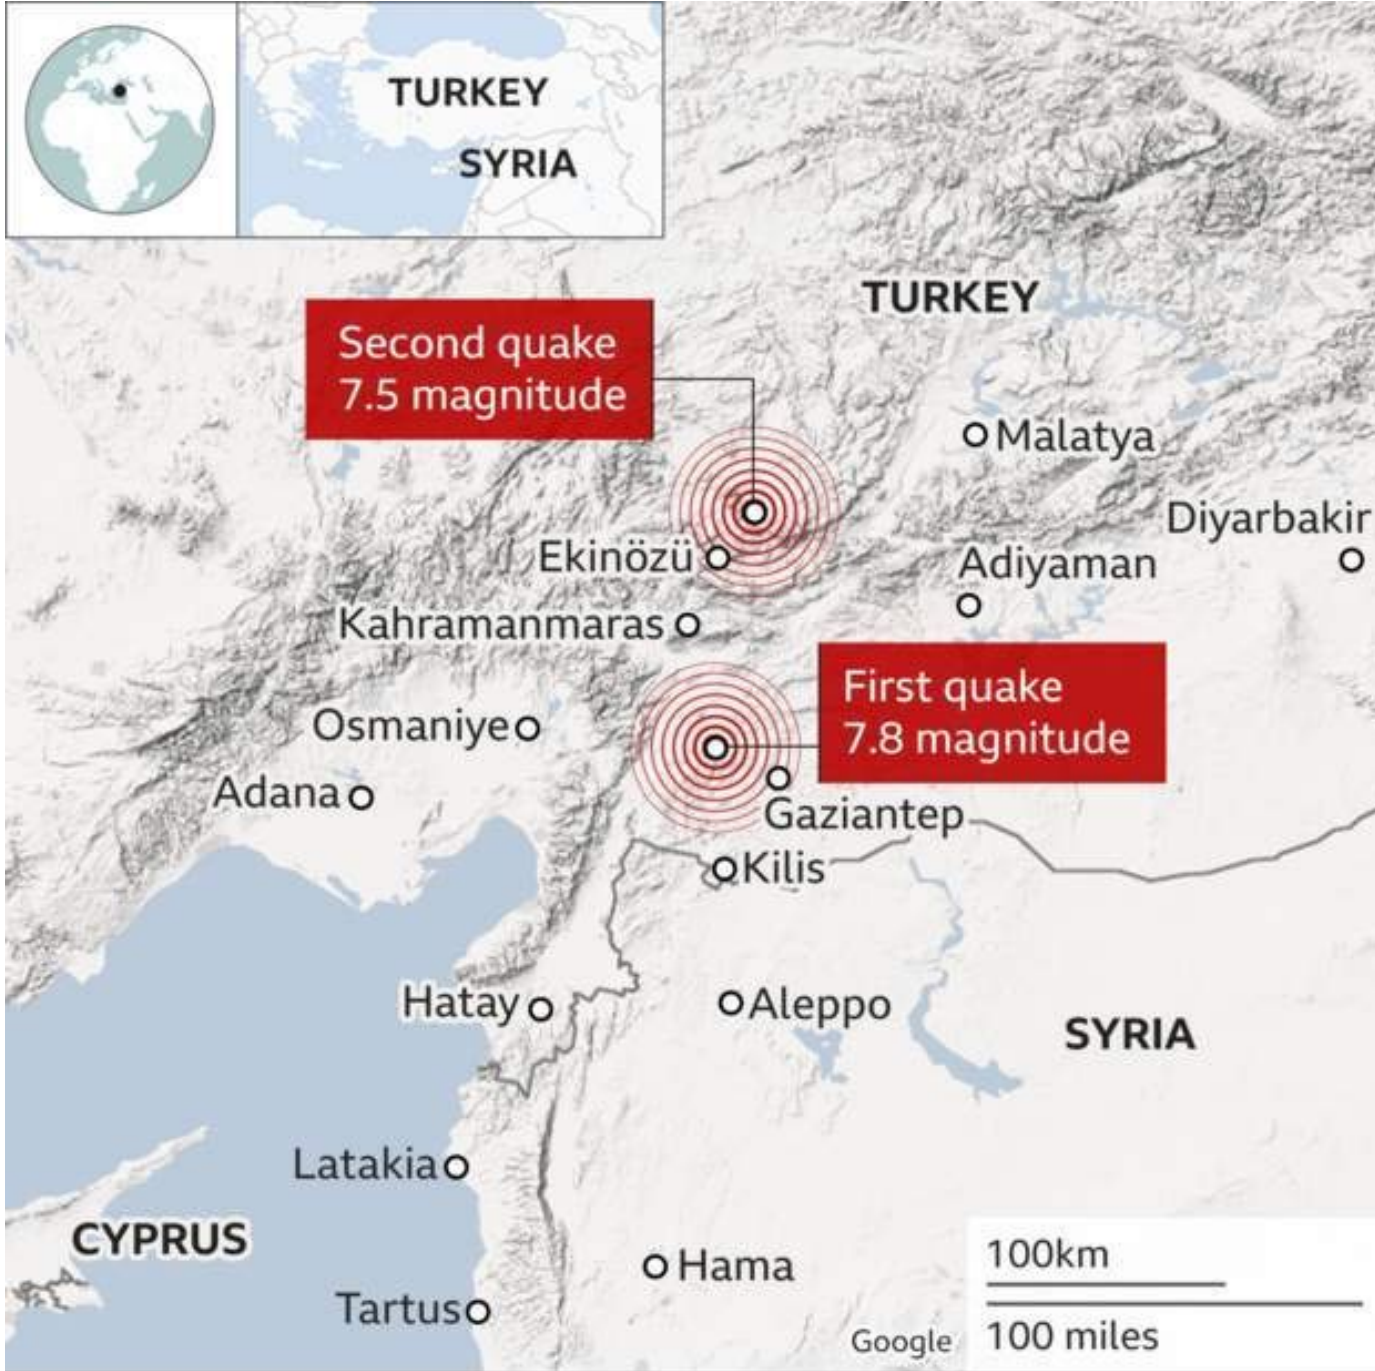 TURKEY
SYRIA
TURKEY
Second quake
7.5 magnitude
Malatya
Diyarbakir
Ekinözü
Adiyaman
Kahramanmaras
First quake
7.8 magnitude
Osmaniye
Adana
Gaziantep
Kilis
Hatay
Aleppo
SYRIA
Latakia
CYPRUS
Hama
Tartus
100km
Google
100 miles